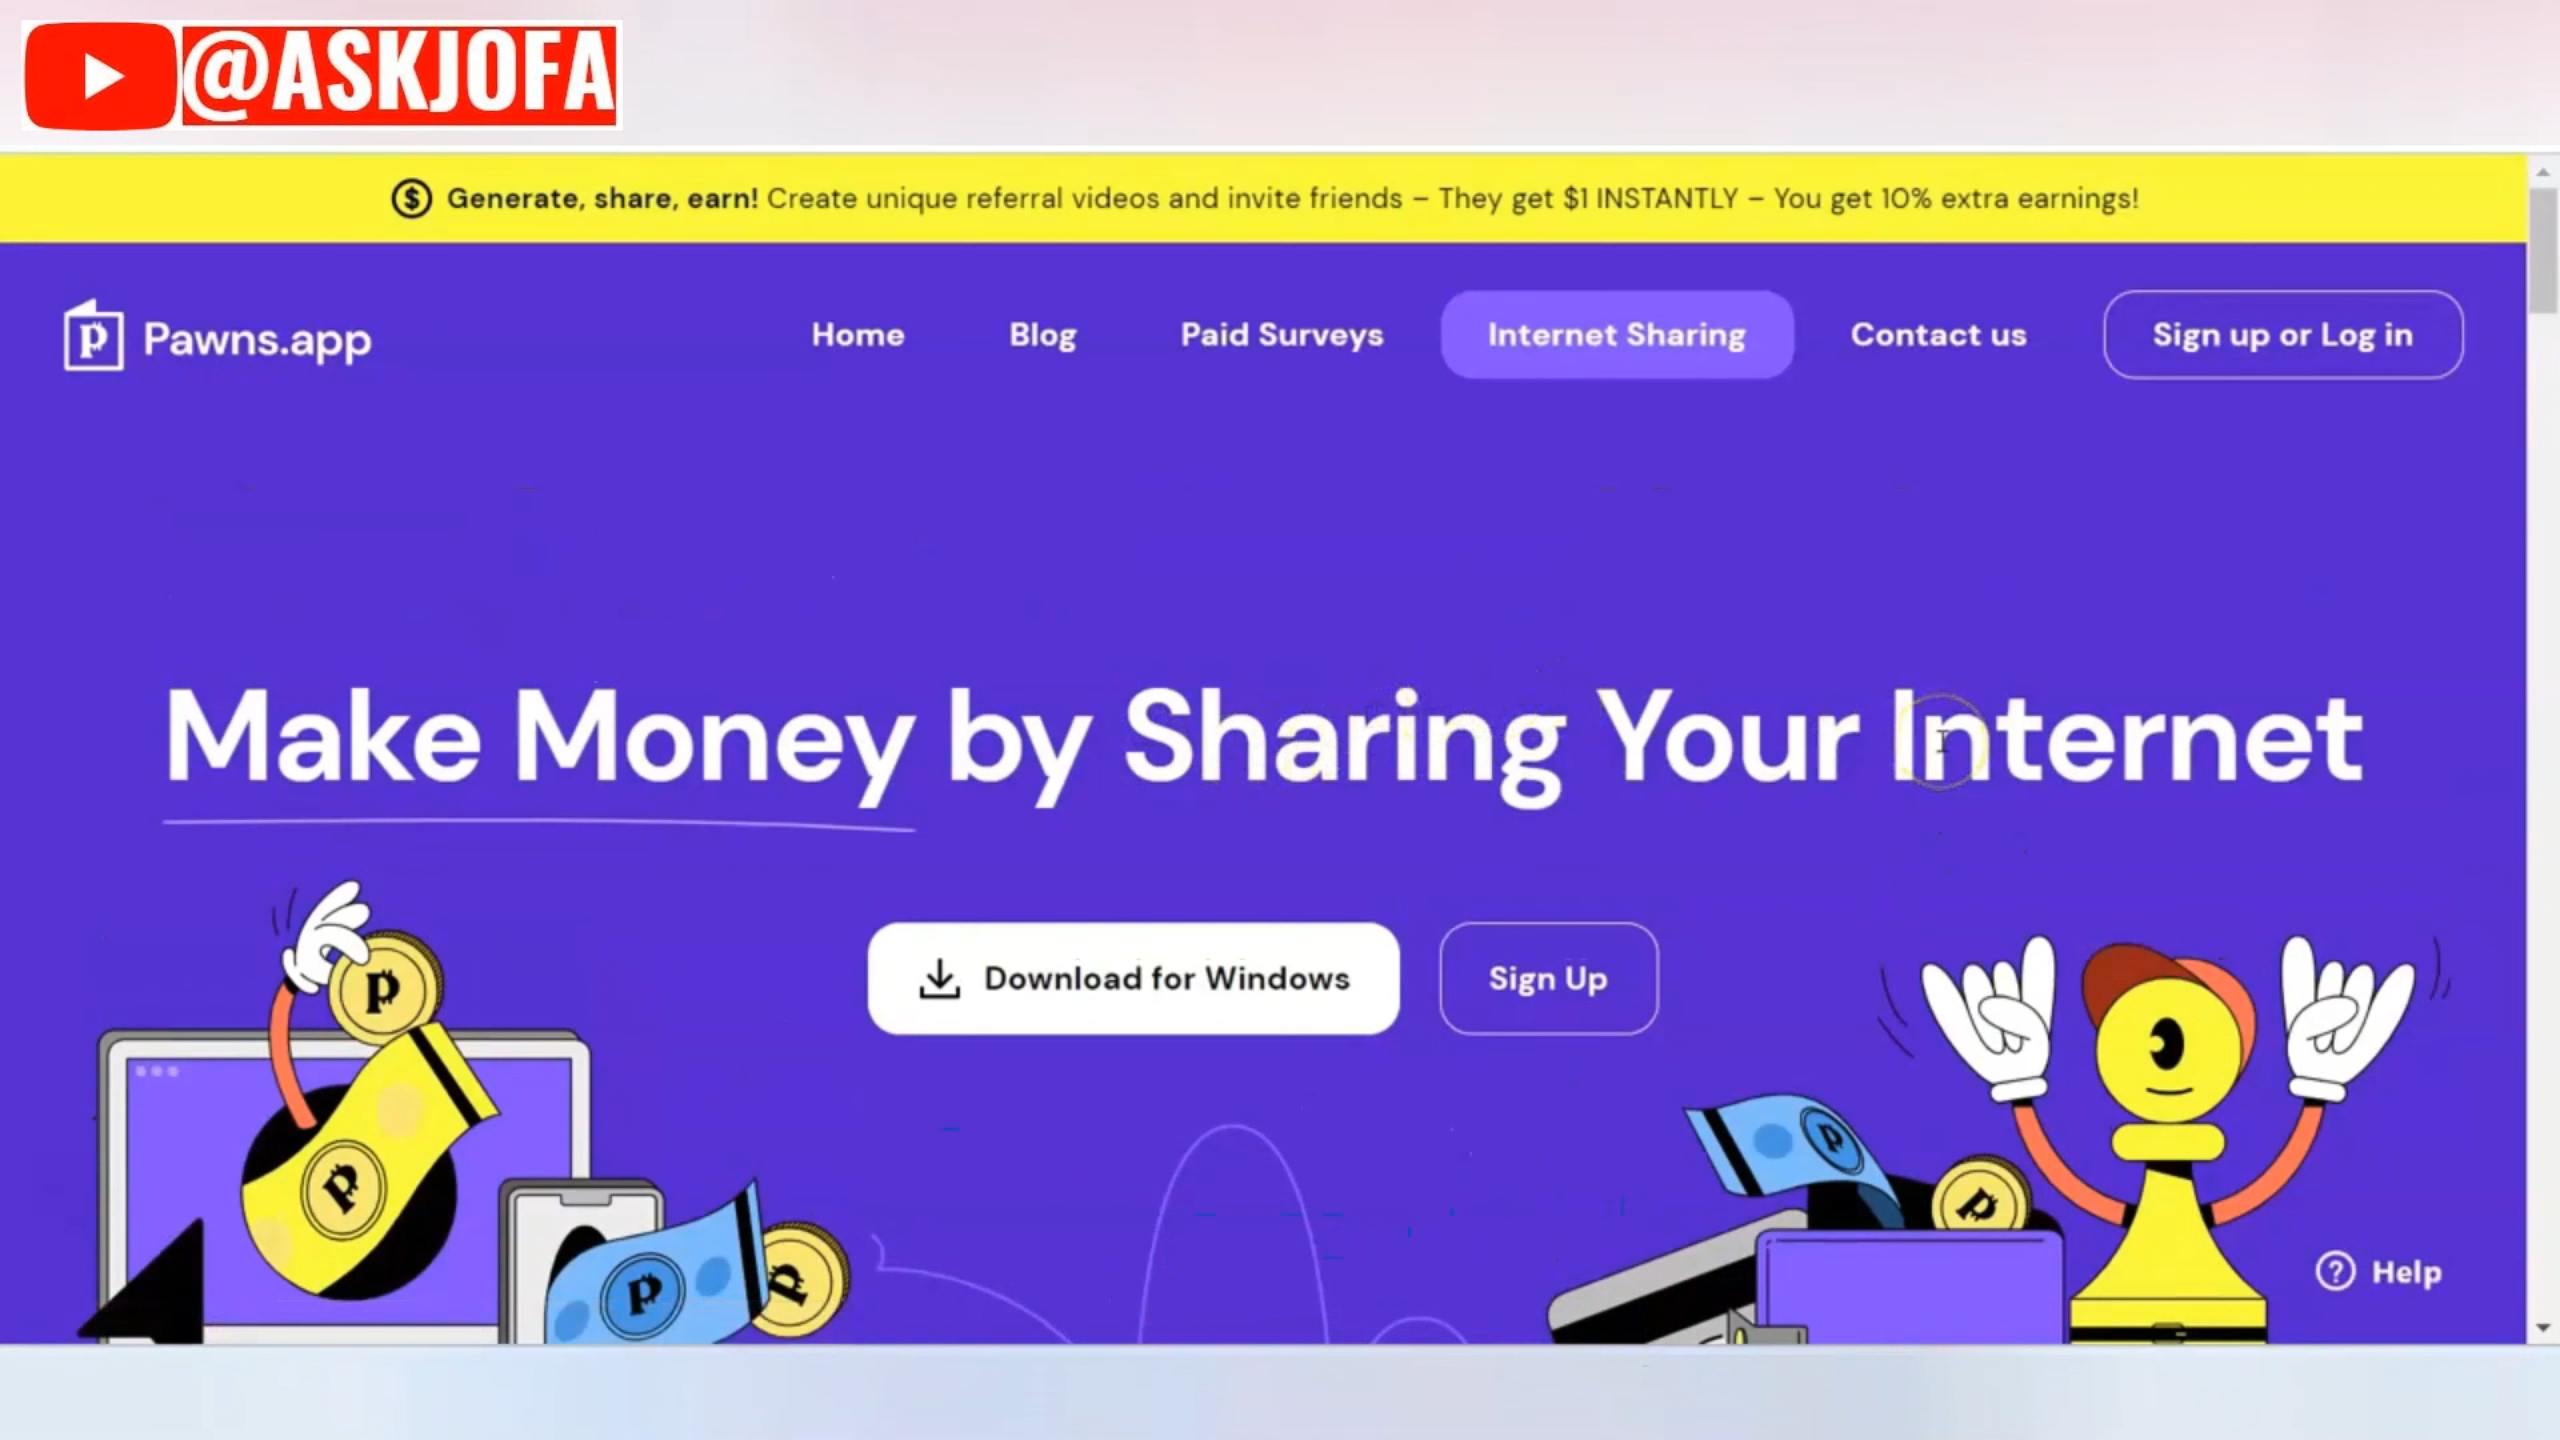 @ASKJOFA
Generate, share, earn! Create unique referral videos and invite friends – They get $1 INSTANTLY – You get 10% extra earnings!
Pawns.app
Home
Blog
Paid Surveys
Internet Sharing
Contact us
Sign up or Log in
Make Money by Sharing Your Internet
Download for Windows
Sign Up
Help